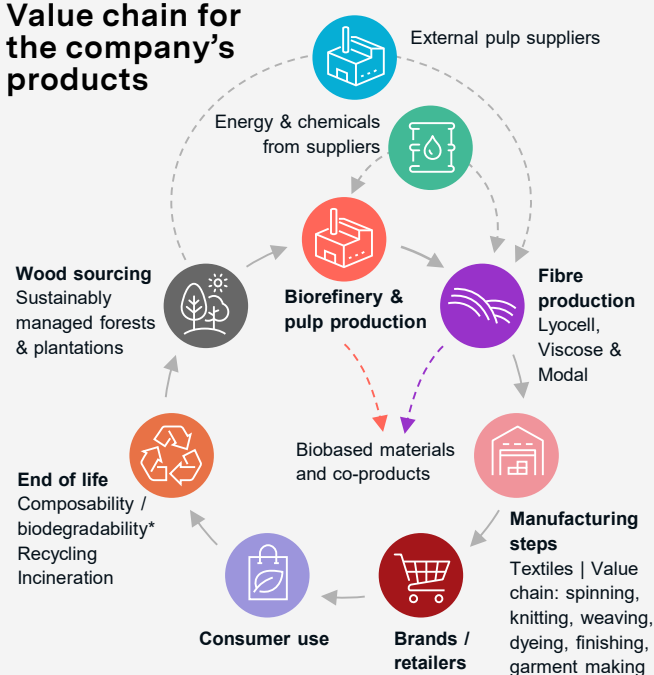 Value chain for
the company's
products
External pulp suppliers
Energy & chemicals
from suppliers
Wood sourcing
Sustainably
managed forests
& plantations
Biorefinery &
pulp production
Fibre
production
Lyocell,
Viscose &
Modal
Biobased materials
and co-products
End of life
Composability /
biodegradability*
Recycling
Incineration
Manufacturing
steps
Textiles | Value
chain: spinning,
knitting, weaving,
dyeing, finishing,
garment making
Consumer use
Brands /
retailers